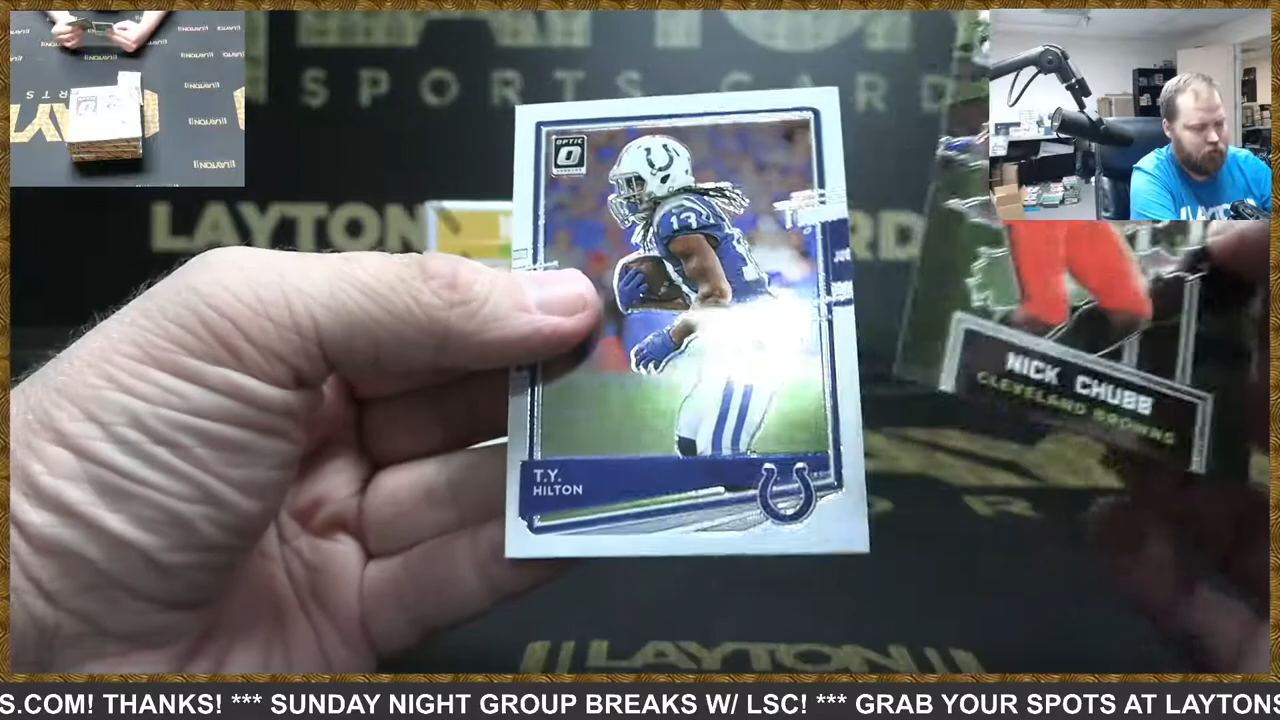 SPORTS CARD
LAYTON
OPTIC
13
T.Y.
HILTON
NICK CHUBB
CLEVELAND BROWNS
LAYTON
S.COM! THANKS! *** SUNDAY NIGHT GROUP BREAKS W/ LSC! *** GRAB YOUR SPOTS AT LAYTONS